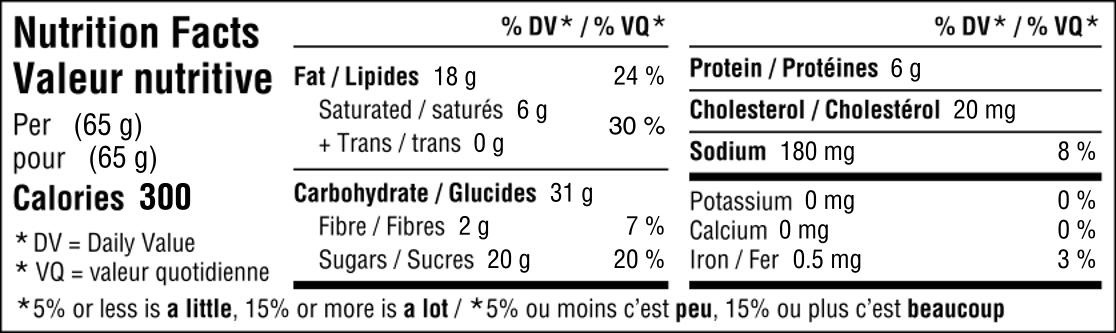 Nutrition Facts
Valeur nutritive
Per (65 g)
pour (65 g)
Calories 300
* DV = Daily Value
* VQ = valeur quotidienne
% DV* / % VQ*
Fat / Lipides 18 g 24 %
Saturated / saturés 6 g
+ Trans / trans 0 g
30 %
Carbohydrate / Glucides 31 g
Fibre / Fibres 2 g 7 %
Sugars / Sucres 20 g 20 %
% DV* / % VQ*
Protein / Protéines 6 g
Cholesterol / Cholestérol 20 mg
Sodium 180 mg 8 %
Potassium 0 mg 0 %
Calcium 0 mg 0 %
Iron / Fer 0.5 mg 3 %
*5% or less is a little, 15% or more is a lot / *5% ou moins c'est peu, 15% ou plus c'est beaucoup